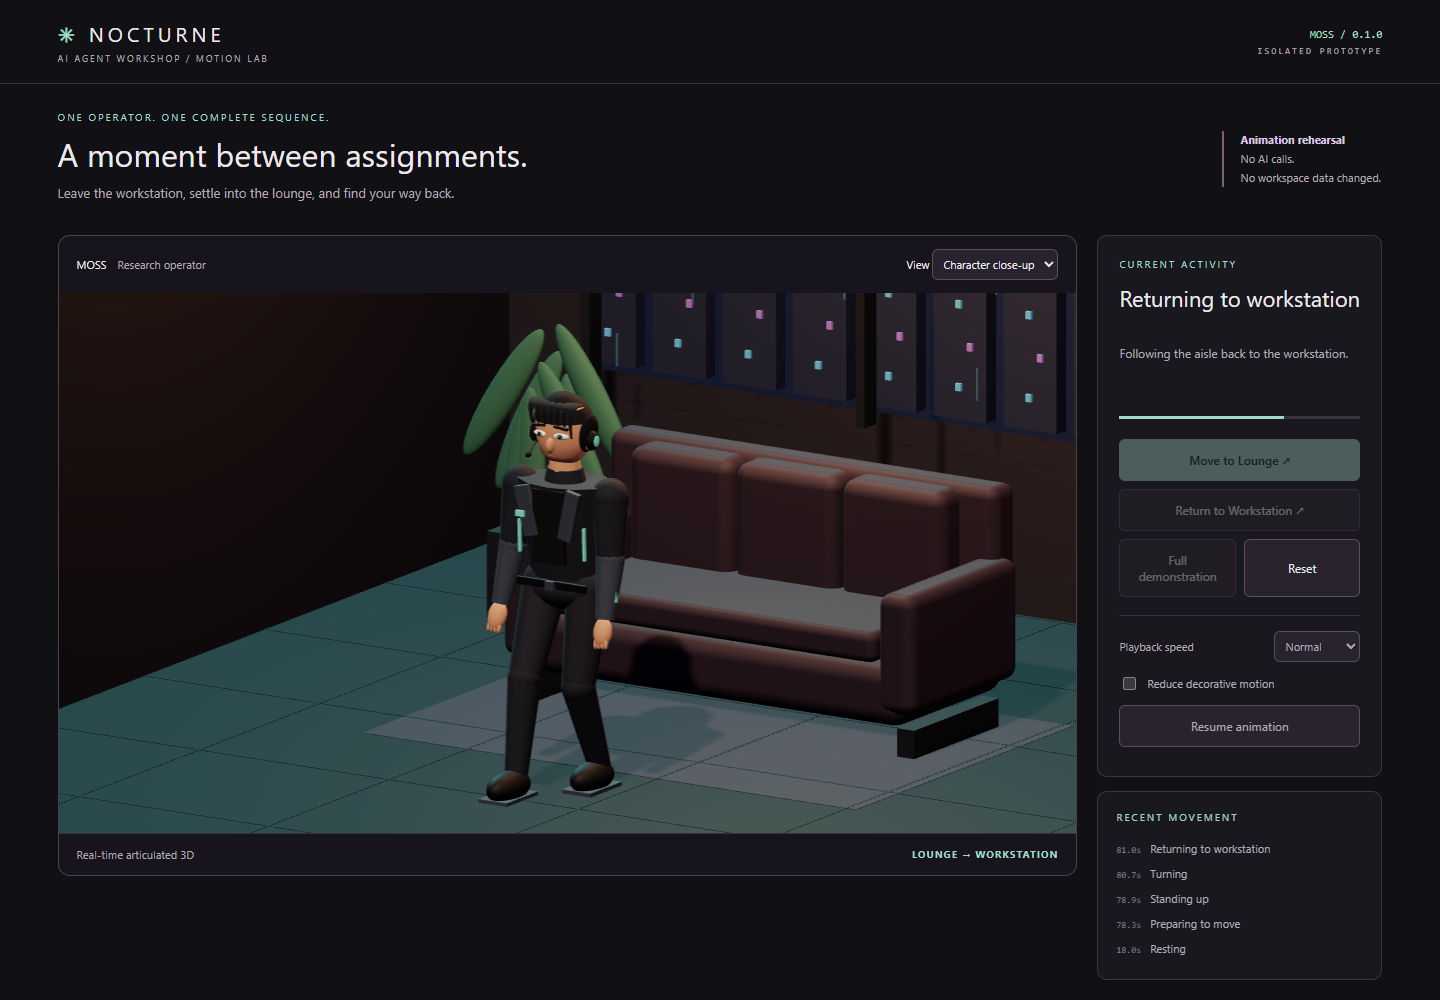 NOCTURNE
AI AGENT WORKSHOP / MOTION LAB
MOSS / 0.1.0
ISOLATED PROTOTYPE
ONE OPERATOR. ONE COMPLETE SEQUENCE.
A moment between assignments.
Leave the workstation, settle into the lounge, and find your way back.
Animation rehearsal
No AI calls.
No workspace data changed.
MOSS Research operator
View Character close-up
Real-time articulated 3D
LOUNGE → WORKSTATION
CURRENT ACTIVITY
Returning to workstation
Following the aisle back to the workstation.
Move to Lounge ↗
Return to Workstation ↗
Full
demonstration
Reset
Playback speed Normal
Reduce decorative motion
Resume animation
RECENT MOVEMENT
81.0s Returning to workstation
80.7s Turning
78.9s Standing up
78.3s Preparing to move
18.0s Resting